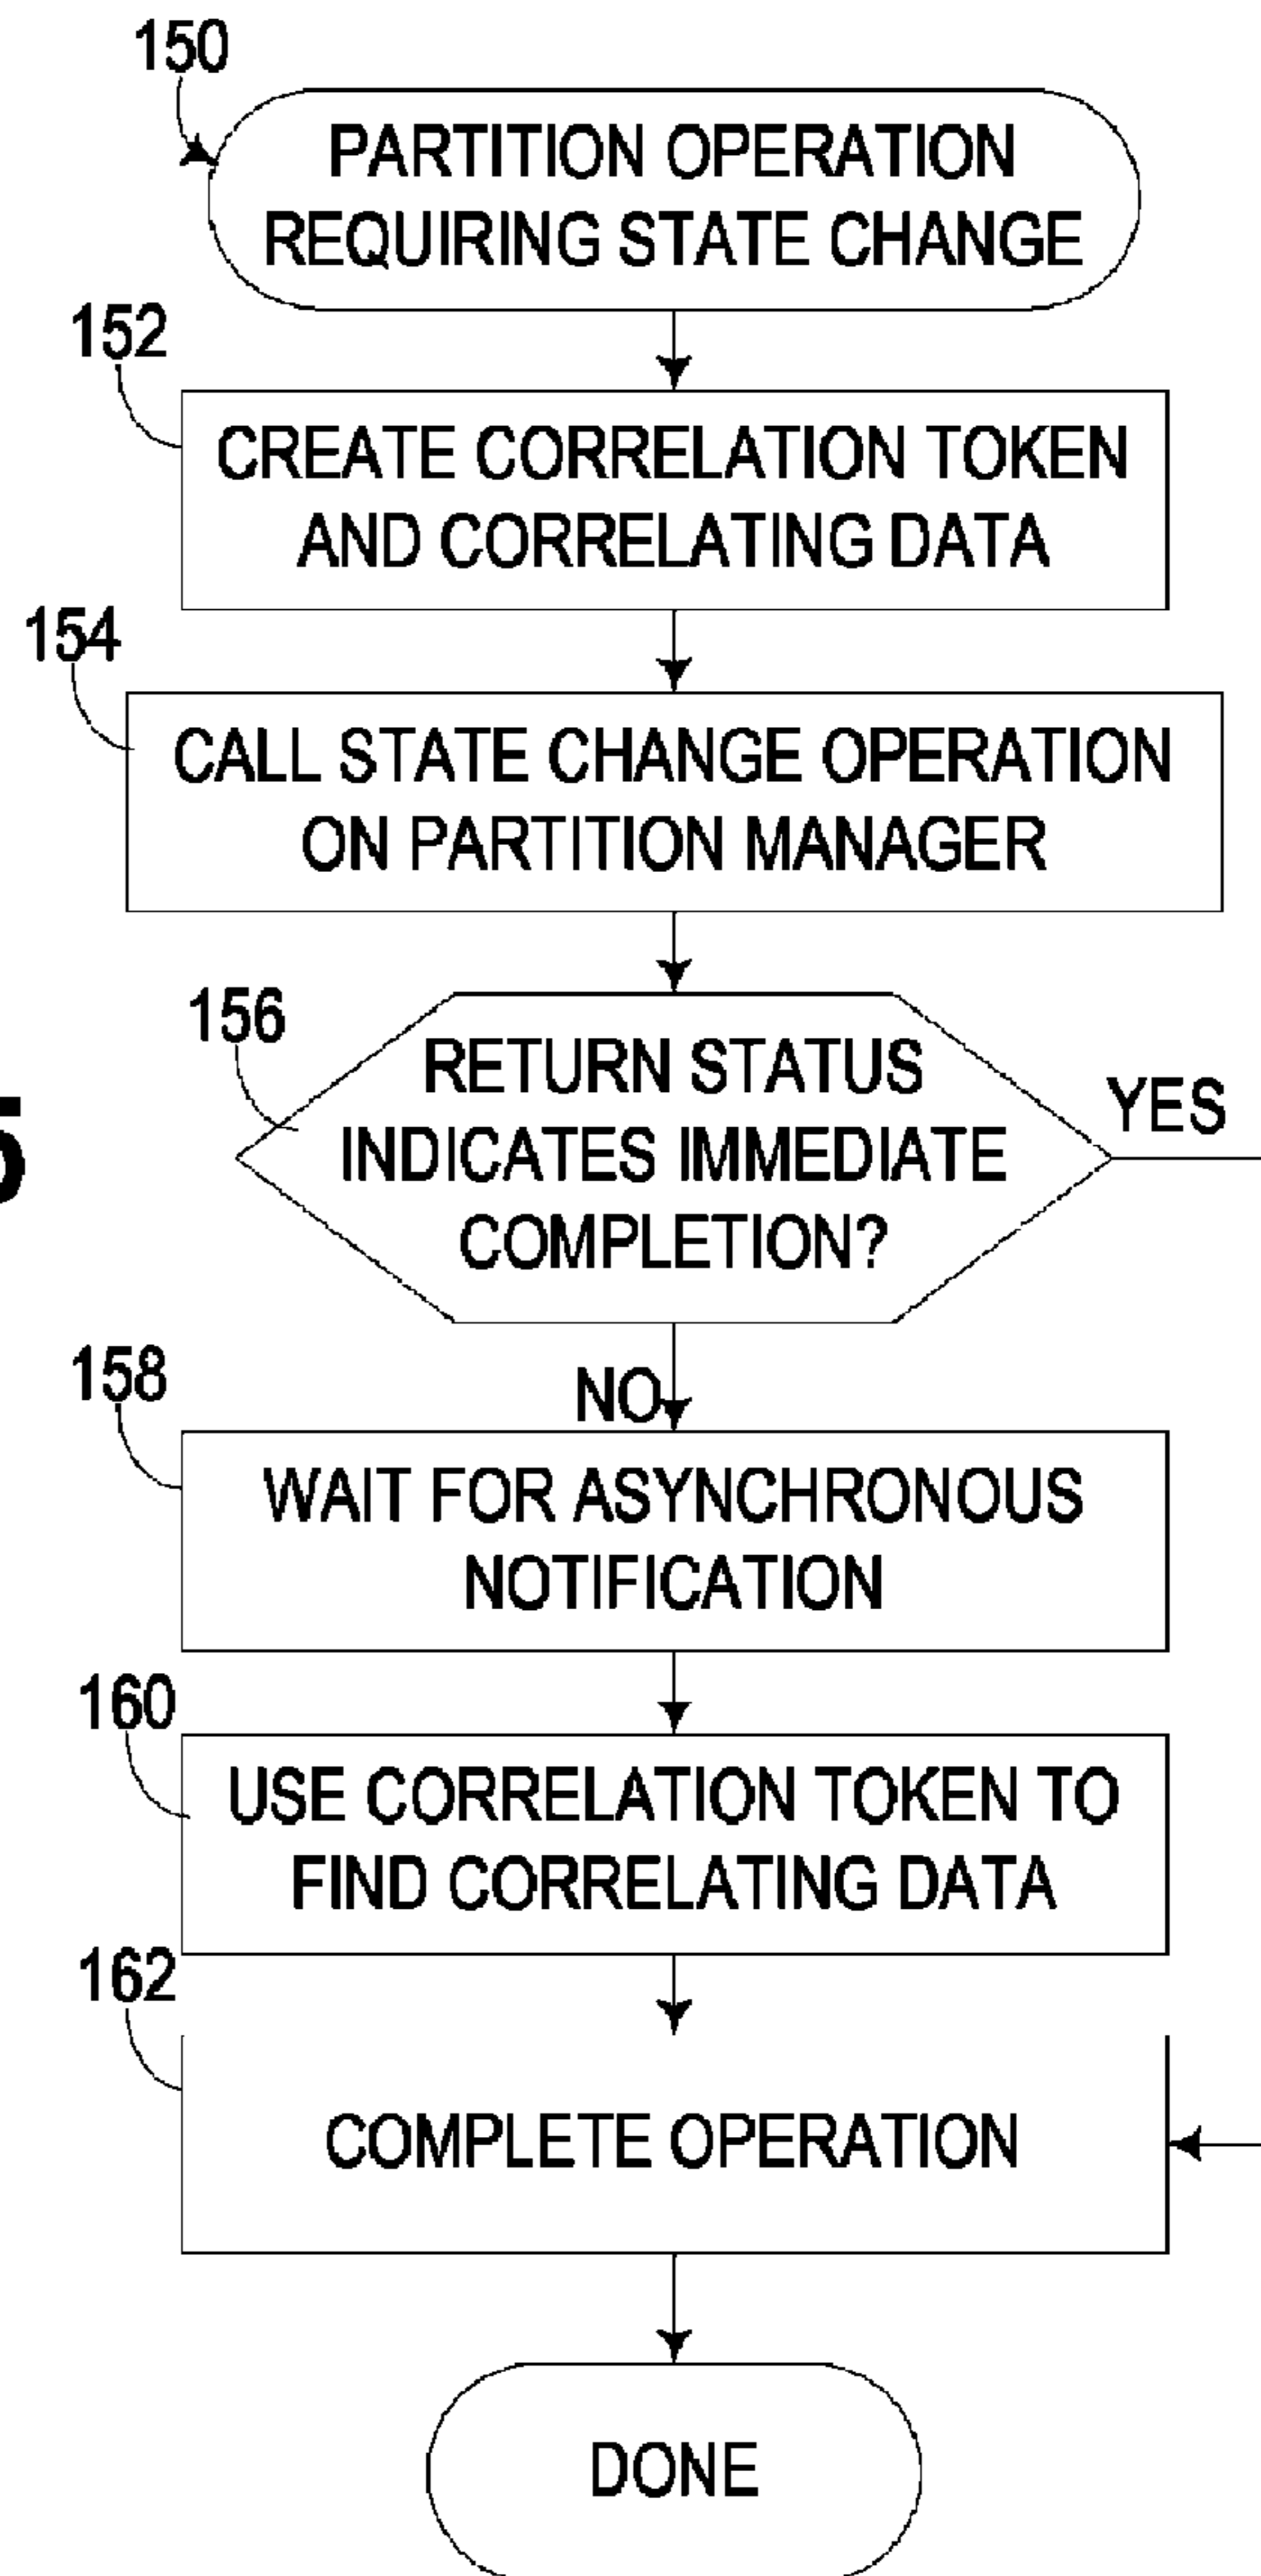 150
PARTITION OPERATION
REQUIRING STATE CHANGE
152
CREATE CORRELATION TOKEN
AND CORRELATING DATA
154
CALL STATE CHANGE OPERATION
ON PARTITION MANAGER
156
RETURN STATUS
INDICATES IMMEDIATE
COMPLETION?
YES
5
NO
158
WAIT FOR ASYNCHRONOUS
NOTIFICATION
160
USE CORRELATION TOKEN TO
FIND CORRELATING DATA
162
COMPLETE OPERATION
DONE